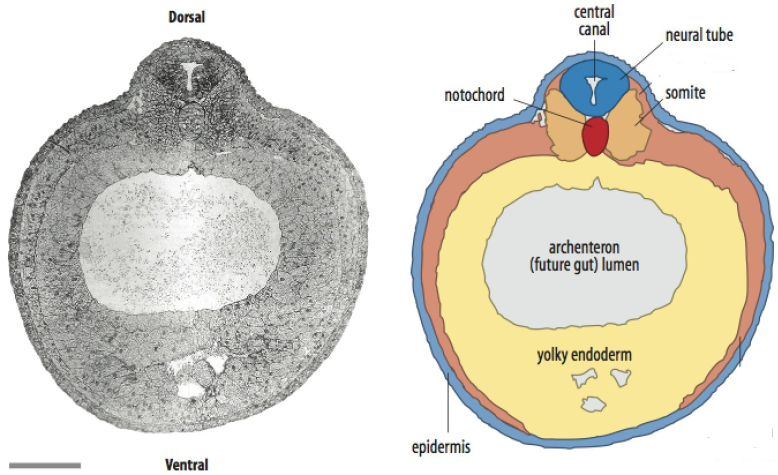 Dorsal
central
canal
neural tube
notochord
somite
archenteron
(future gut) lumen
yolky endoderm
epidermis
Ventral